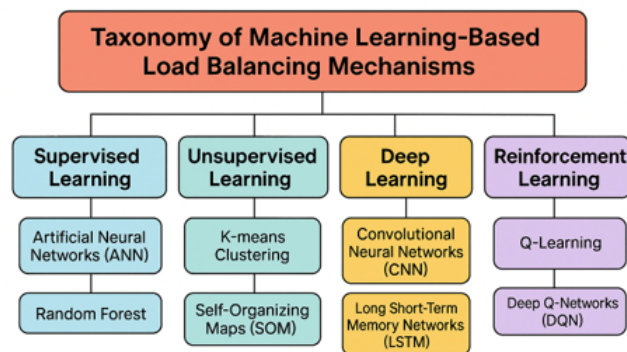 Taxonomy of Machine Learning-Based
Load Balancing Mechanisms
Supervised
Learning
Artificial Neural
Networks (ANN)
Random Forest
Unsupervised
Learning
K-means
Clustering
Self-Organizing
Maps (SOM)
Deep
Learning
Convolutional
Neural Networks
(CNN)
Long Short-Term
Memory Networks
(LSTM)
Reinforcement
Learning
Q-Learning
Deep Q-Networks
(DQN)